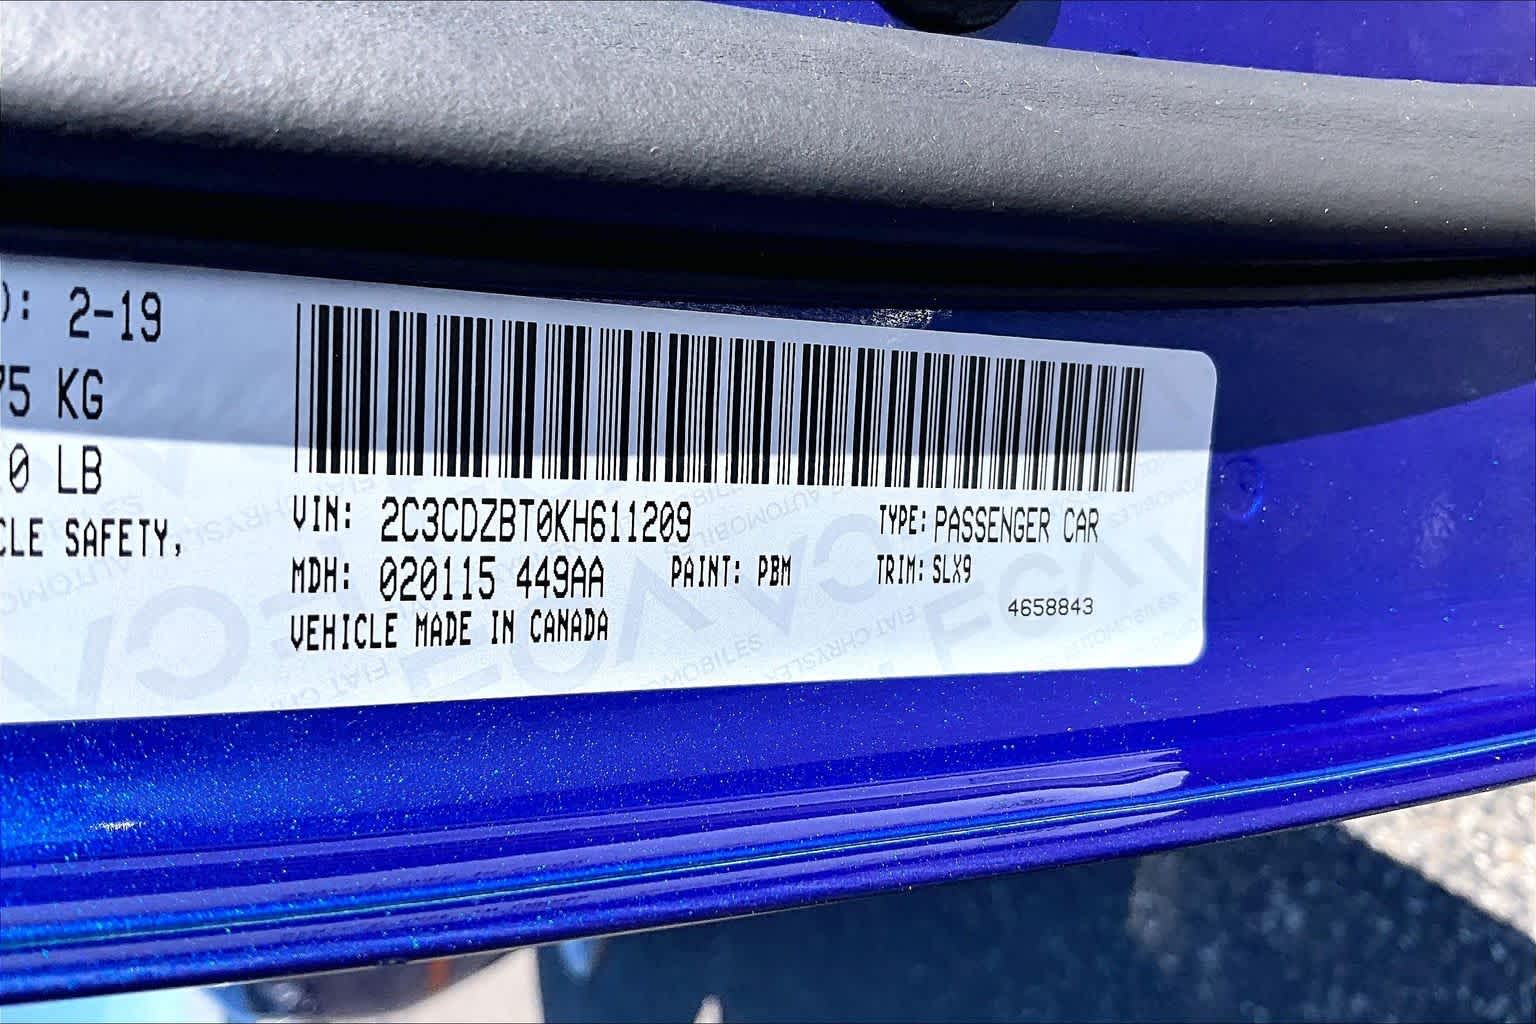 ): 2-19
75 KG
0 LB
CLE SAFETY,
VIN: 2C3CDZBT0KH611209
TYPE: PASSENGER CAR
MDH: 020115 449AA
PAINT: PBM
TRIM: SLX9
VEHICLE MADE IN CANADA
4658843